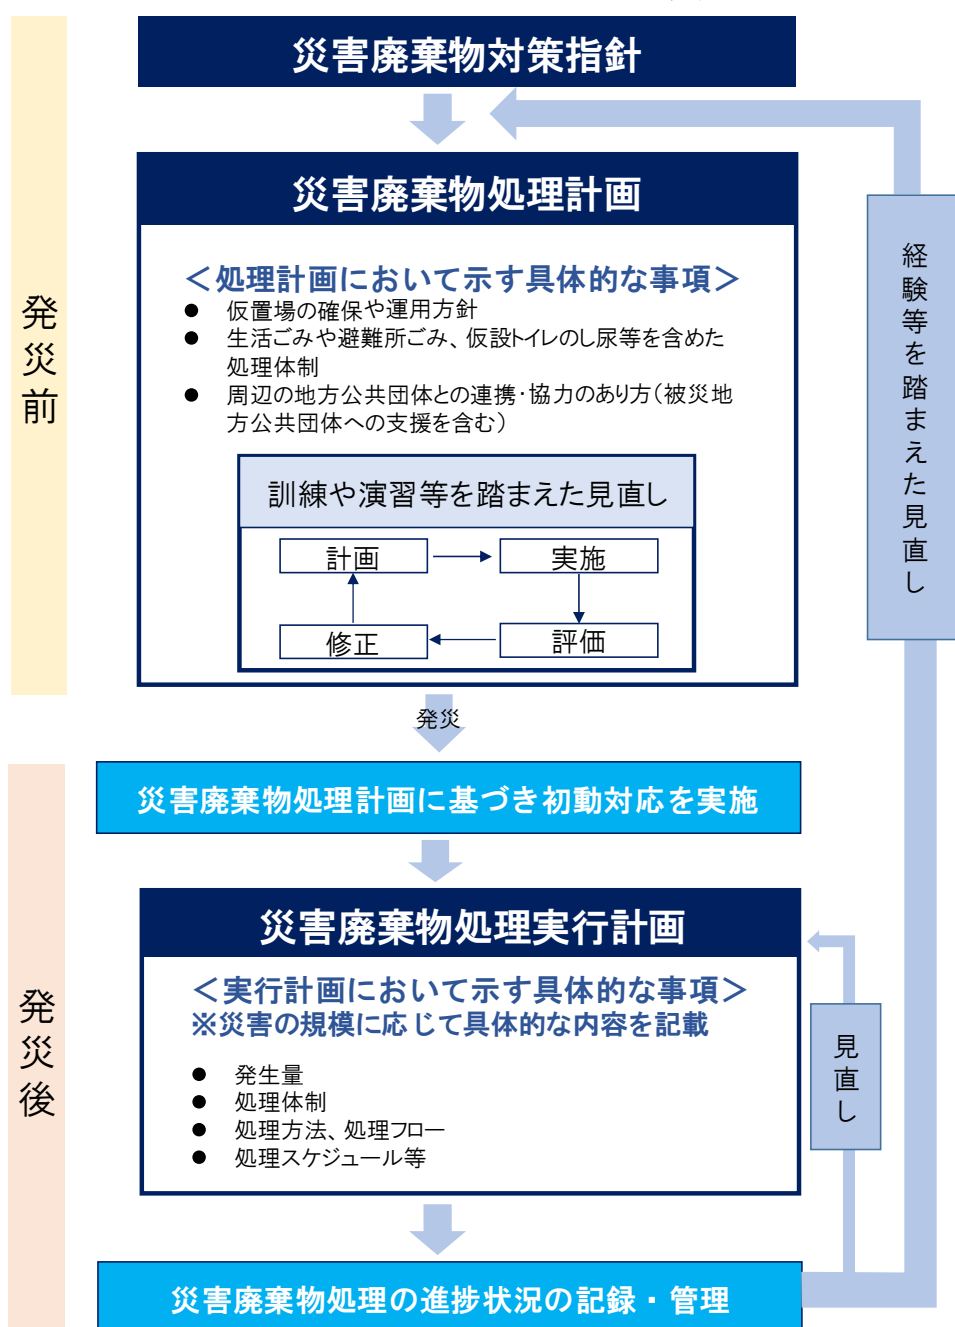 災害廃棄物対策指針
発災前
災害廃棄物処理計画
＜処理計画において示す具体的な事項＞
● 仮置場の確保や運用方針
● 生活ごみや避難所ごみ、仮設トイレのし尿等を含めた
処理体制
● 周辺の地方公共団体との連携・協力のあり方（被災地
方公共団体への支援を含む）
訓練や演習等を踏まえた見直し
計画
実施
修正
評価
経験等を踏まえた見直し
発災
発災後
災害廃棄物処理計画に基づき初動対応を実施
災害廃棄物処理実行計画
＜実行計画において示す具体的な事項＞
※災害の規模に応じて具体的な内容を記載
● 発生量
● 処理体制
● 処理方法、処理フロー
● 処理スケジュール等
見直し
災害廃棄物処理の進捗状況の記録・管理